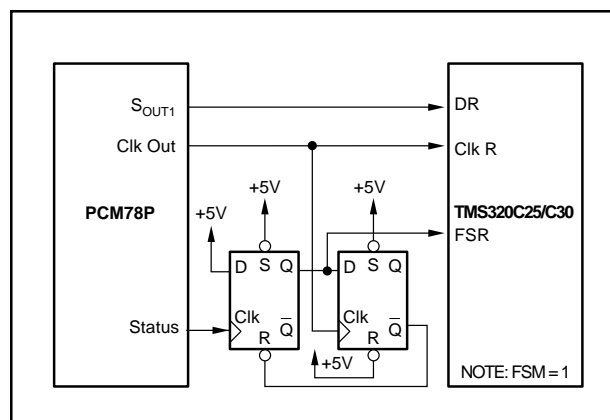 S_OUT1
DR
Clk Out
Clk R
+5V
+5V
PCM78P
+5V
TMS320C25/C30
FSR
D
S
Q
D
S
Q
Status
Clk
Q̅
Clk
Q̅
R
R
+5V
NOTE: FSM = 1